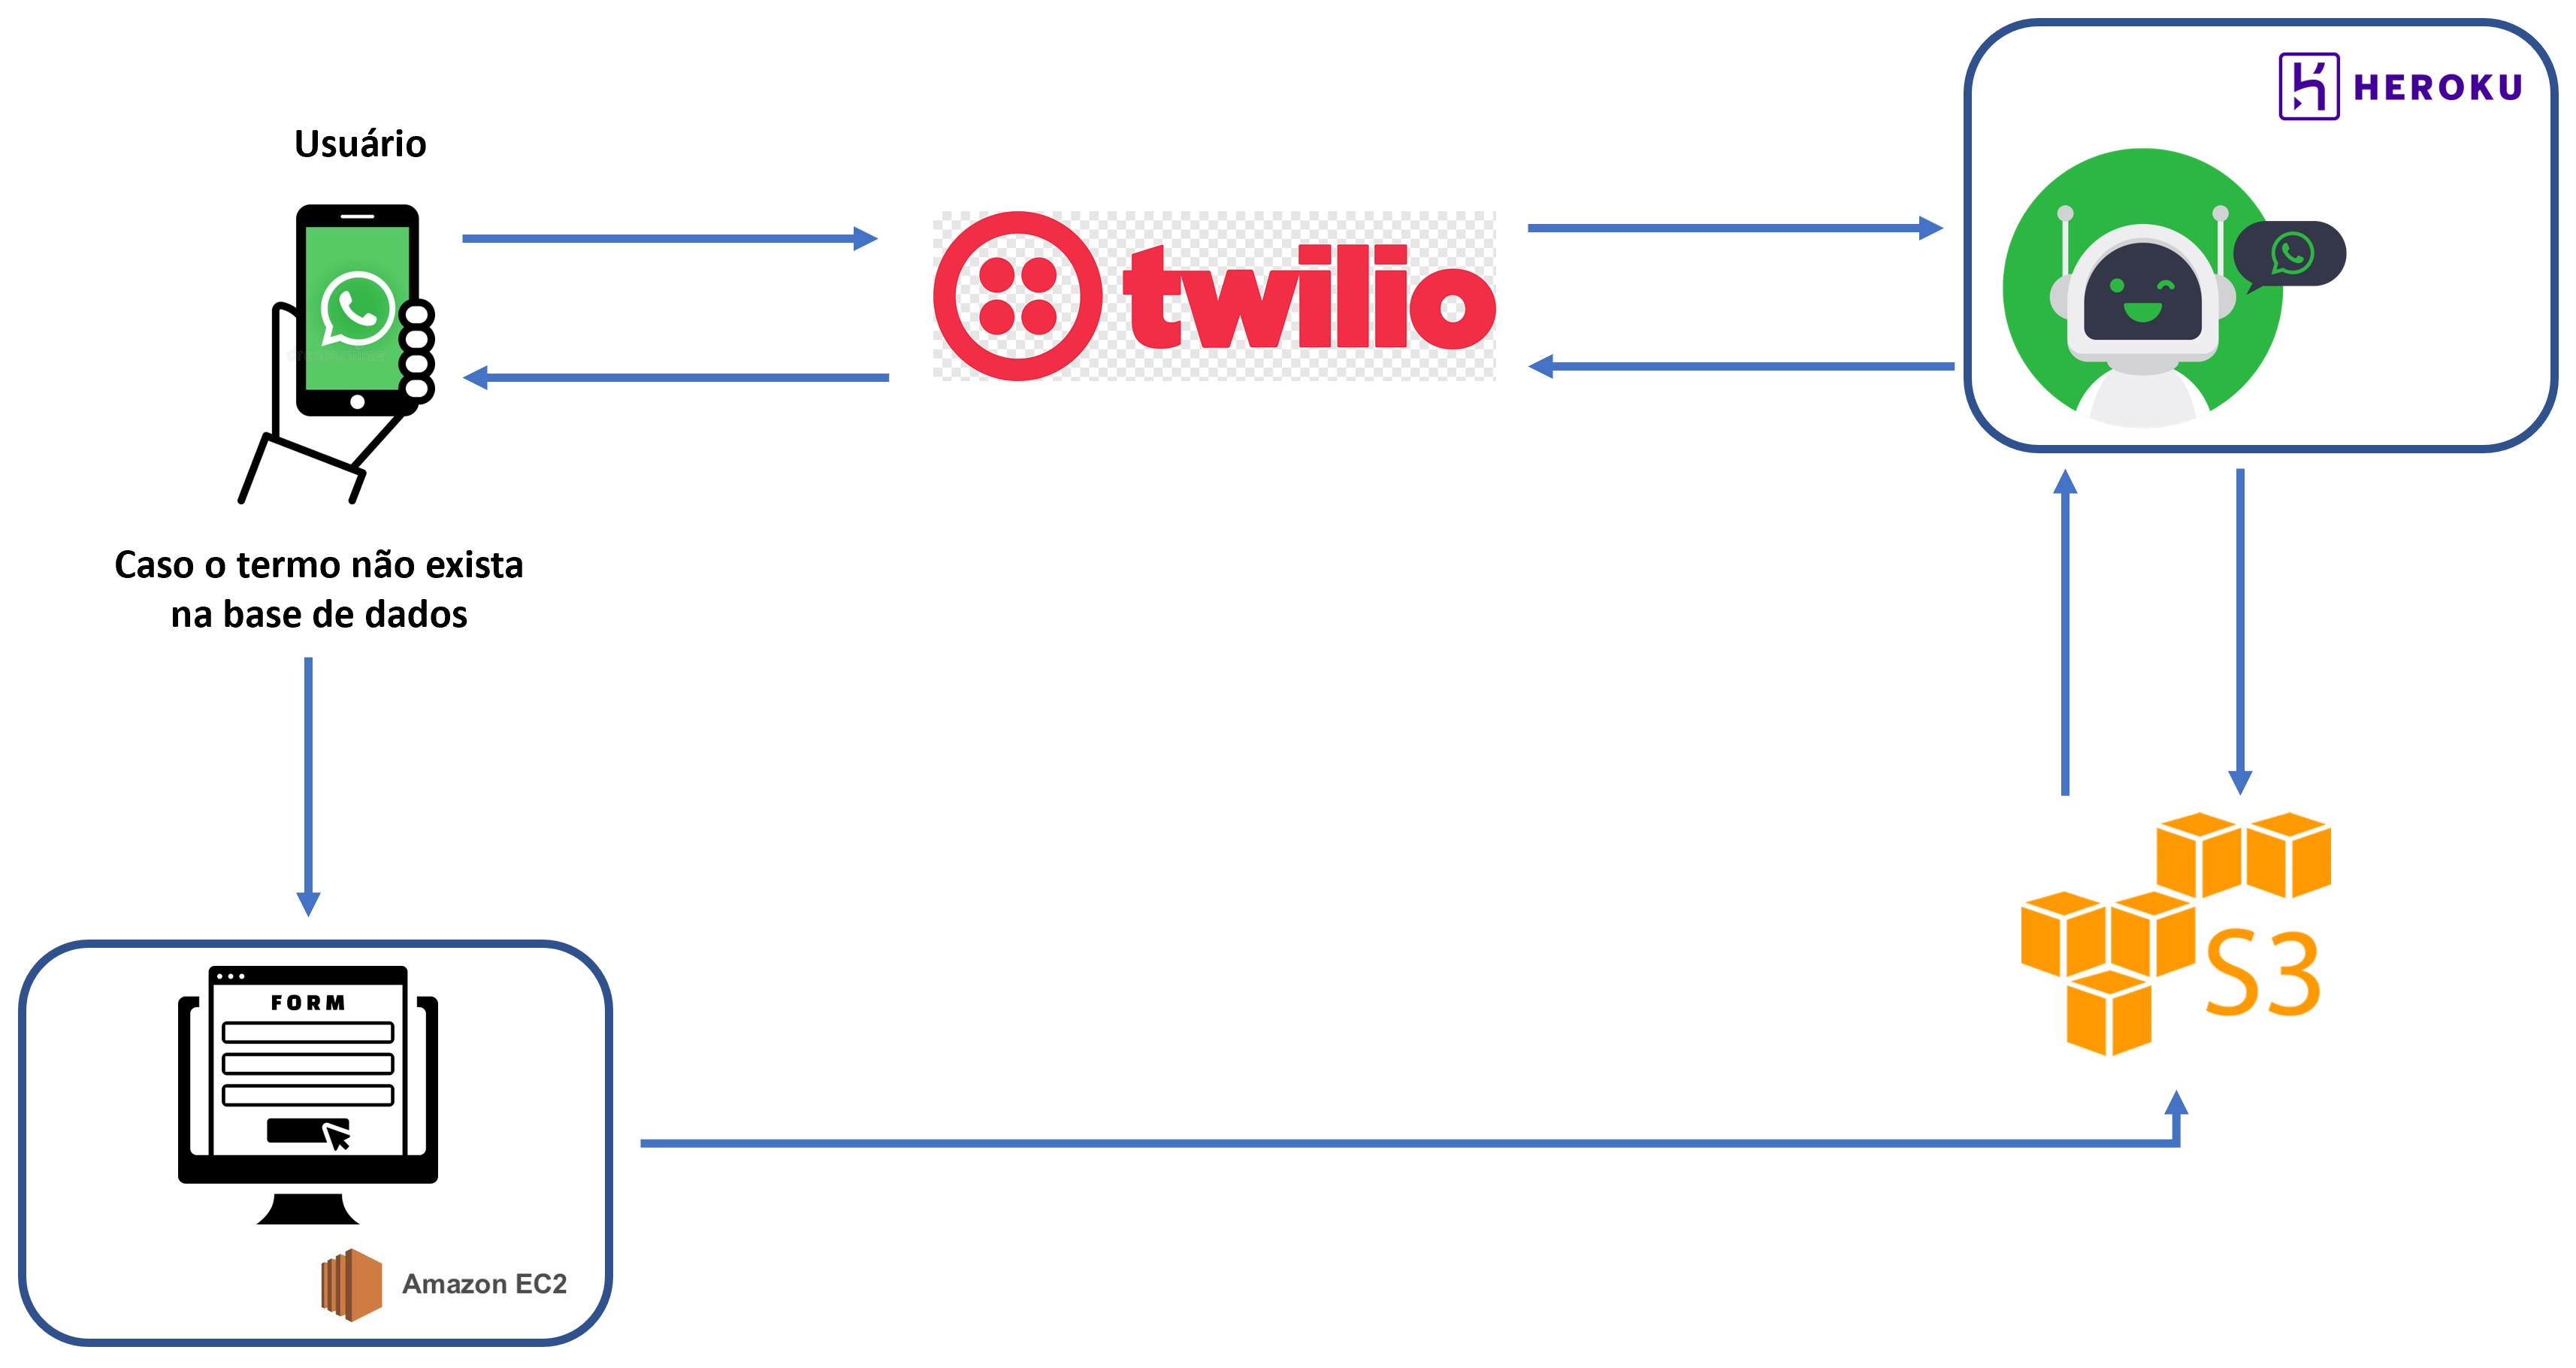 HEROKU
Usuário
twilio
Caso o termo não exista
na base de dados
S3
FORM
Amazon EC2